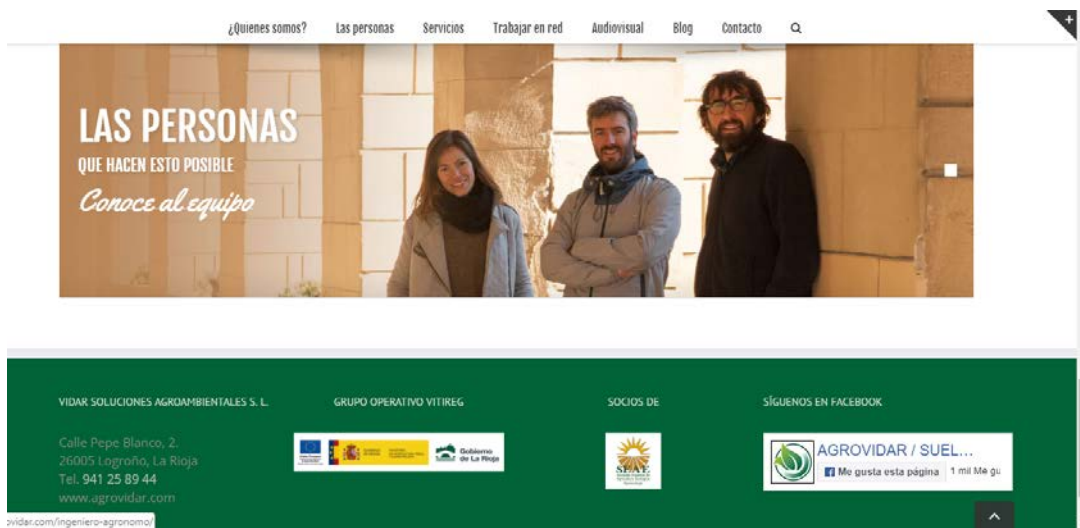 ¿Quienes somos? Las personas Servicios Trabajar en red Audiovisual Blog Contacto
+
LAS PERSONAS
QUE HACEN ESTO POSIBLE
Conoce al equipo
VIDAR SOLUCIONES AGROAMBIENTALES S. L.
Calle Pepe Blanco, 2.
26005 Logroño, La Rioja
Tel. 941 25 89 44
www.agrovidar.com
GRUPO OPERATIVO VITIREG
Gobierno
de La Rioja
SOCIOS DE
SEAE
SÍGUENOS EN FACEBOOK
AGROVIDAR / SUEL...
Me gusta esta página 1 mil Me gu
ovidar.com/ingeniero-agronomo/